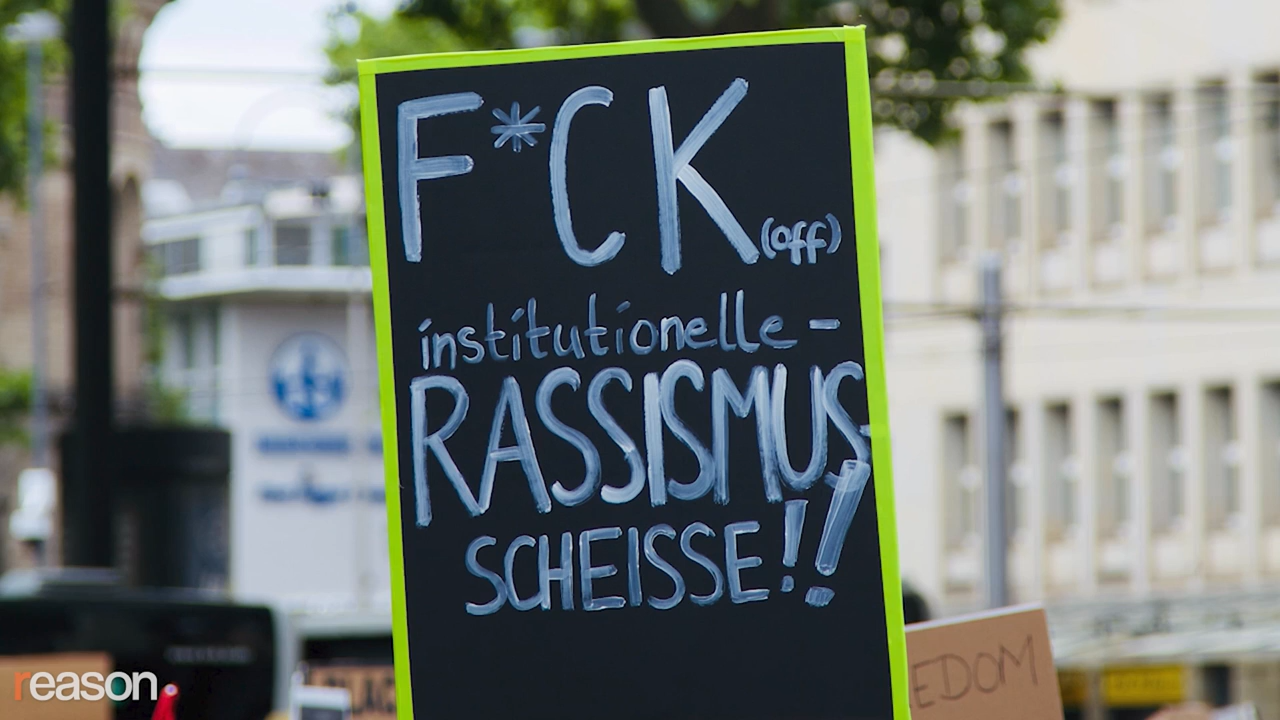 F*CK (off)
institutionelle-
RASSISMUS
SCHEISSE!!
EDOM
reason